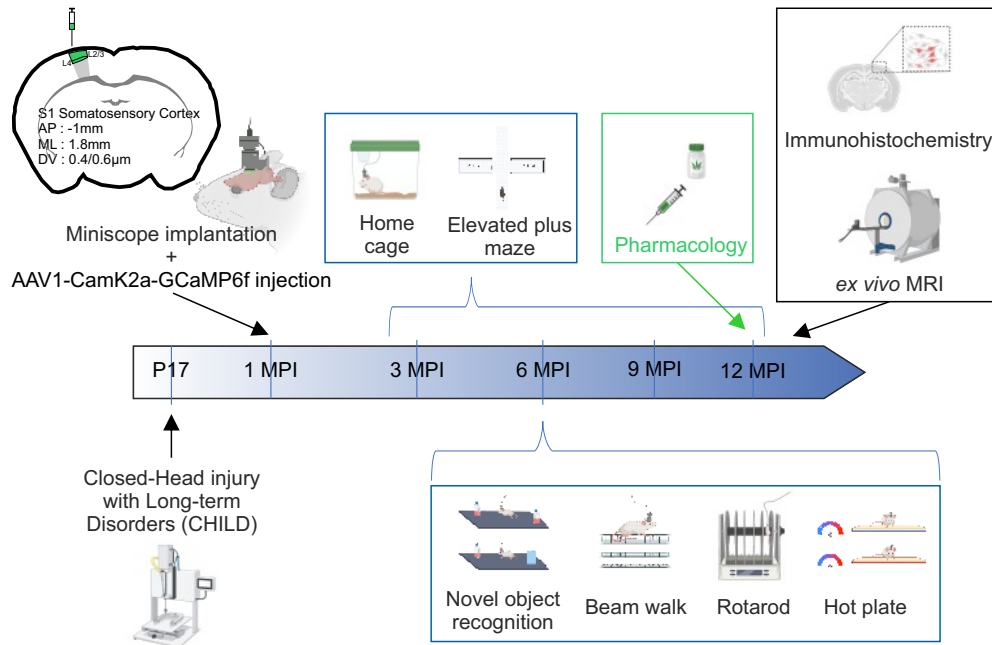 L2/3
L4
S1 Somatosensory Cortex
AP : -1mm
ML : 1.8mm
DV : 0.4/0.6µm
Miniscope implantation
+
AAV1-CamK2a-GCaMP6f injection
Home
cage
Elevated plus
maze
Pharmacology
Immunohistochemistry
ex vivo MRI
P17
1 MPI
3 MPI
6 MPI
9 MPI
12 MPI
Closed-Head injury
with Long-term
Disorders (CHILD)
Novel object
recognition
Beam walk
Rotarod
Hot plate